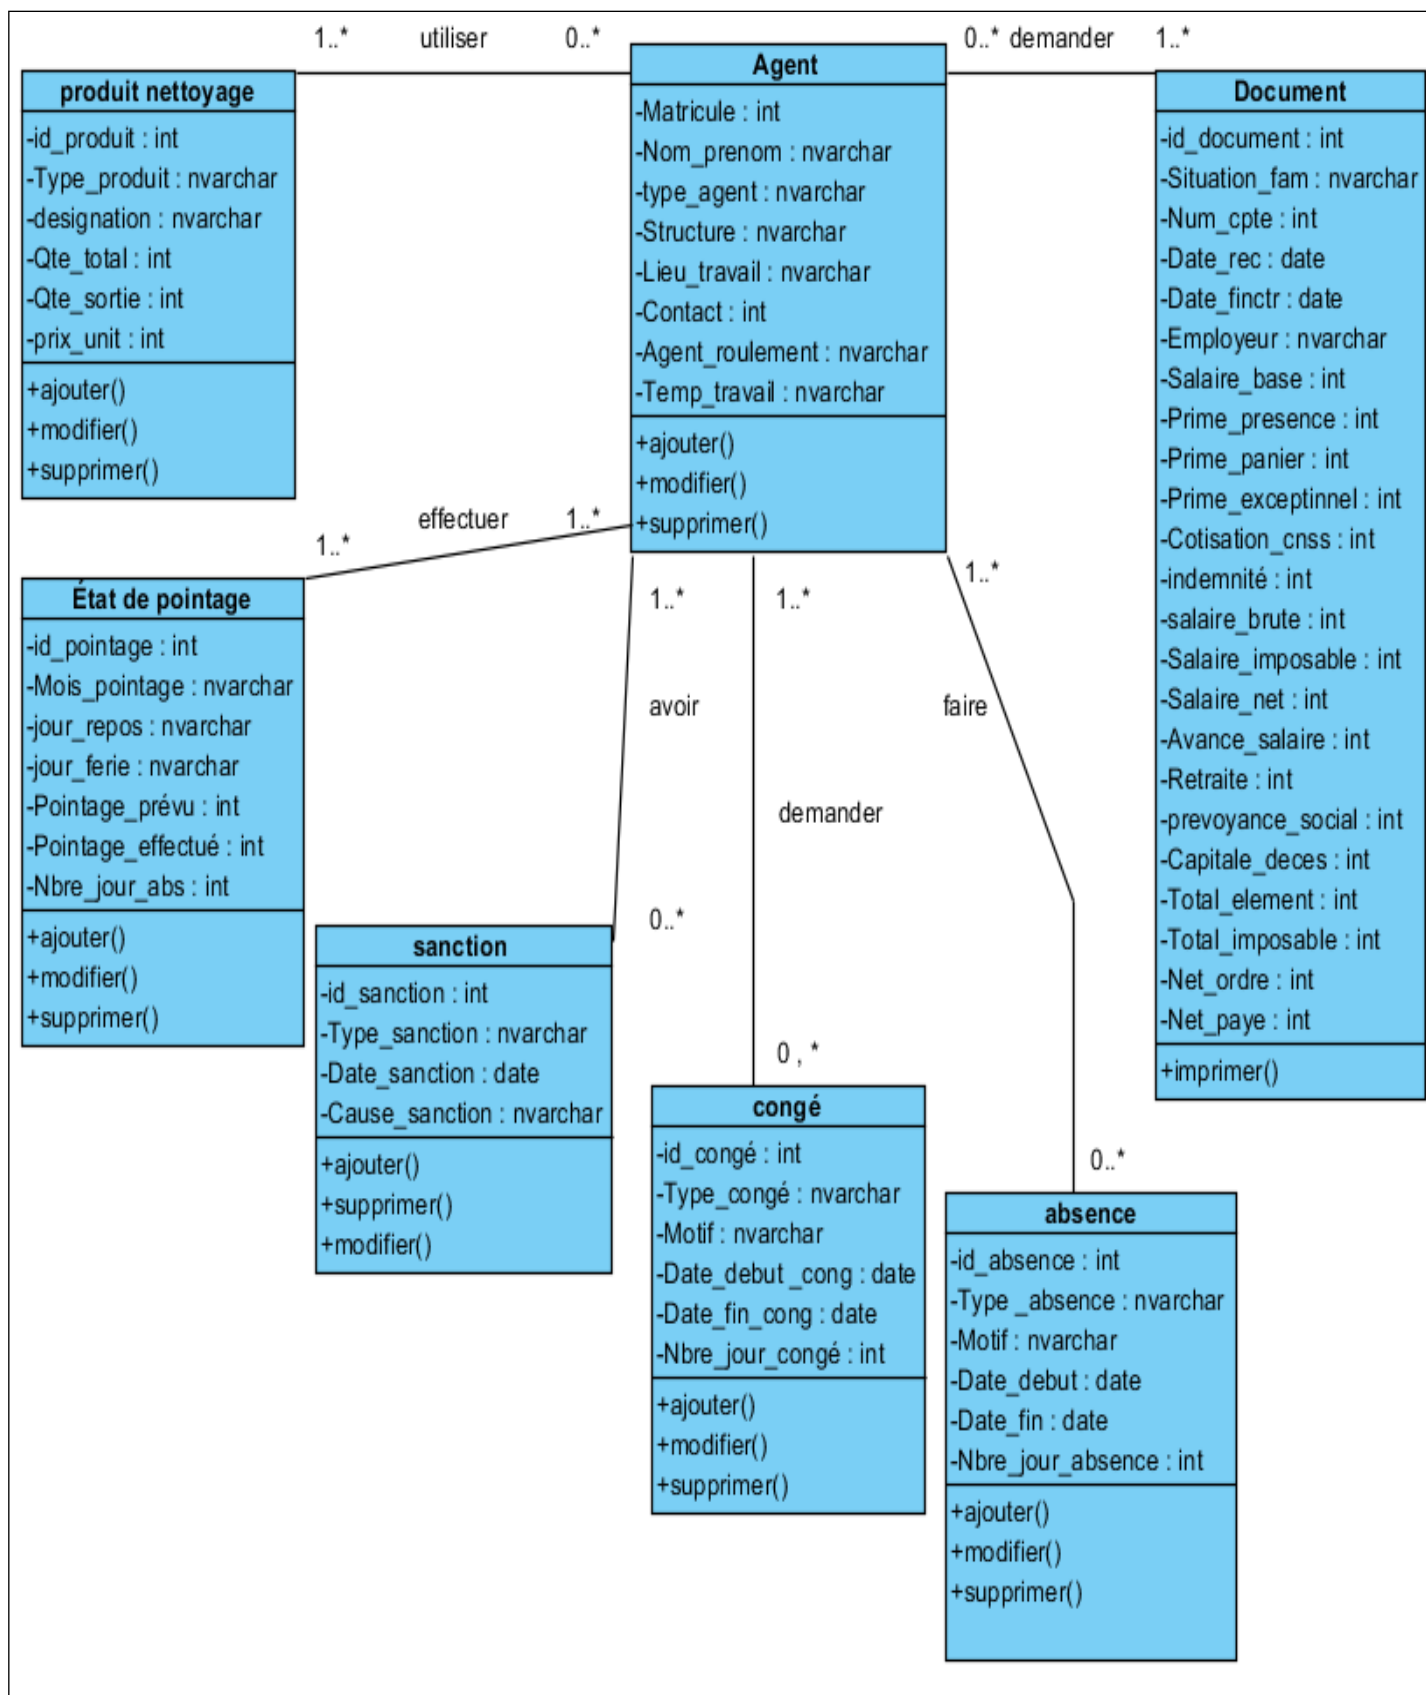 1..* utiliser 0..*
0..* demander 1..*
produit nettoyage
-id_produit : int
-Type_produit : nvarchar
-designation : nvarchar
-Qte_total : int
-Qte_sortie : int
-prix_unit : int
+ajouter()
+modifier()
+supprimer()
Agent
-Matricule : int
-Nom_prenom : nvarchar
-type_agent : nvarchar
-Structure : nvarchar
-Lieu_travail : nvarchar
-Contact : int
-Agent_roulement : nvarchar
-Temp_travail : nvarchar
+ajouter()
+modifier()
+supprimer()
Document
-id_document : int
-Situation_fam : nvarchar
-Num_cpte : int
-Date_rec : date
-Date_finctr : date
-Employeur : nvarchar
-Salaire_base : int
-Prime_presence : int
-Prime_panier : int
-Prime_exceptinnel : int
-Cotisation_cnss : int
-indemnité : int
-salaire_brute : int
-Salaire_imposable : int
-Salaire_net : int
-Avance_salaire : int
-Retraite : int
-prevoyance_social : int
-Capitale_deces : int
-Total_element : int
-Total_imposable : int
-Net_ordre : int
-Net_paye : int
+imprimer()
effectuer 1..*
1..*
État de pointage
-id_pointage : int
-Mois_pointage : nvarchar
-jour_repos : nvarchar
-jour_ferie : nvarchar
-Pointage_prévu : int
-Pointage_effectué : int
-Nbre_jour_abs : int
+ajouter()
+modifier()
+supprimer()
1..*
avoir
0..*
1..*
demander
0 , *
1..*
faire
0..*
sanction
-id_sanction : int
-Type_sanction : nvarchar
-Date_sanction : date
-Cause_sanction : nvarchar
+ajouter()
+supprimer()
+modifier()
congé
-id_congé : int
-Type_congé : nvarchar
-Motif : nvarchar
-Date_debut _cong : date
-Date_fin_cong : date
-Nbre_jour_congé : int
+ajouter()
+modifier()
+supprimer()
absence
-id_absence : int
-Type _absence : nvarchar
-Motif : nvarchar
-Date_debut : date
-Date_fin : date
-Nbre_jour_absence : int
+ajouter()
+modifier()
+supprimer()